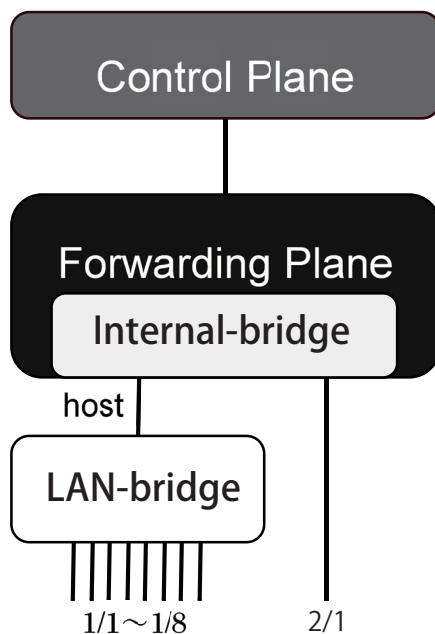 Control Plane
Forwarding Plane
Internal-bridge
host
LAN-bridge
1/1～1/8
2/1